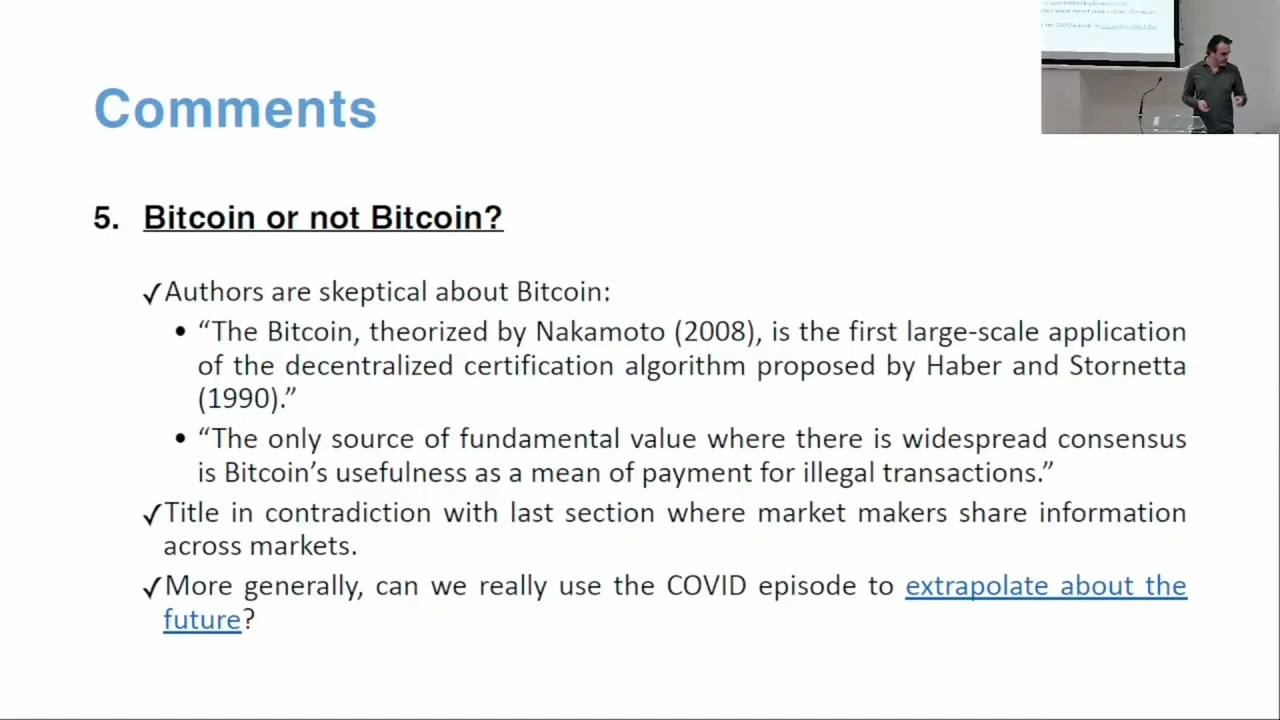 Comments
5. Bitcoin or not Bitcoin?
✓Authors are skeptical about Bitcoin:
• “The Bitcoin, theorized by Nakamoto (2008), is the first large-scale application
of the decentralized certification algorithm proposed by Haber and Stornetta
(1990).”
• “The only source of fundamental value where there is widespread consensus
is Bitcoin’s usefulness as a mean of payment for illegal transactions.”
✓Title in contradiction with last section where market makers share information
across markets.
✓More generally, can we really use the COVID episode to extrapolate about the
future?